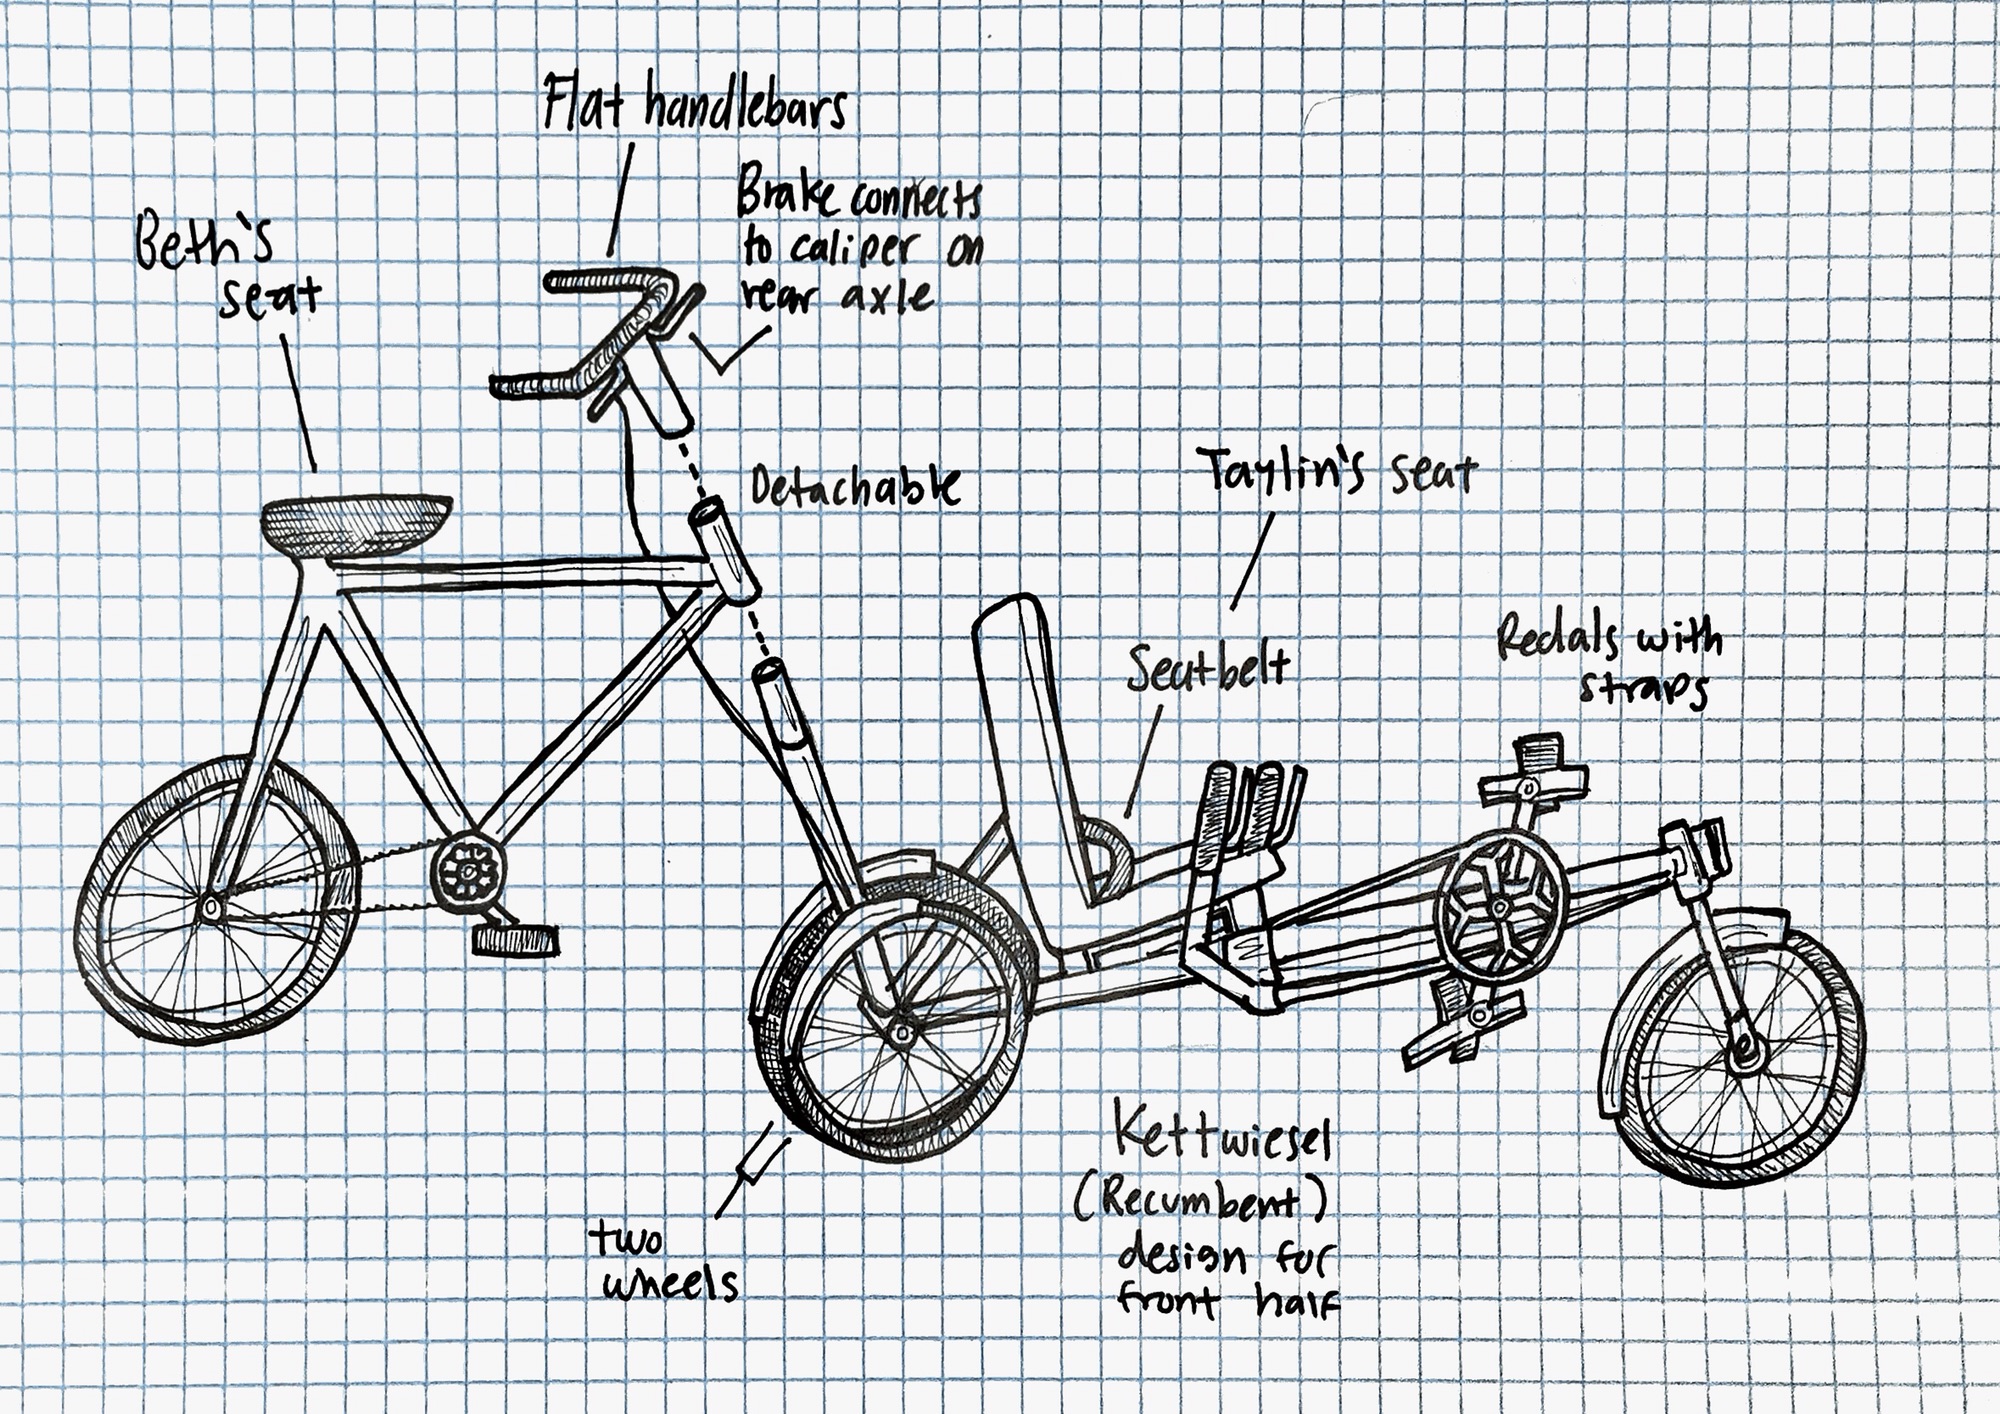 Flat handlebars
Brake connects
to caliper on
rear axle
Beth's
seat
Detachable
Taylin's seat
Seatbelt
Pedals with
straps
Kettwiesel
(Recumbent)
design for
front half
two
wheels